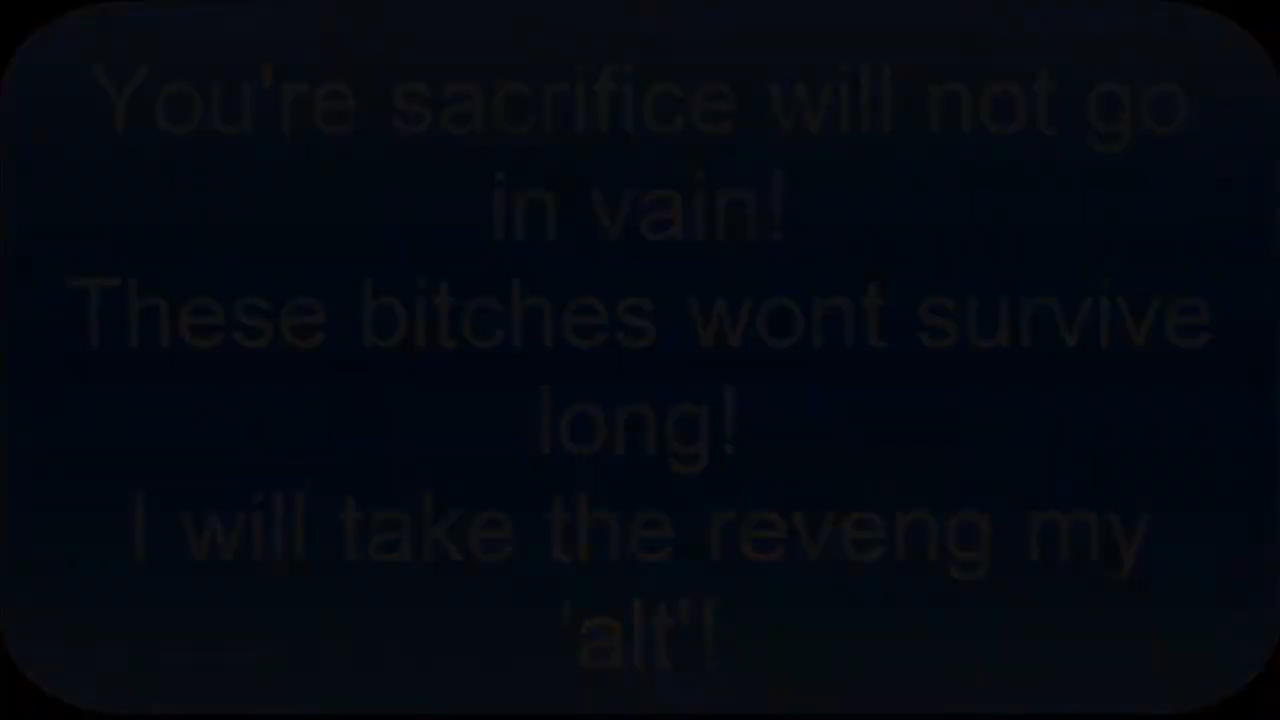 You're sacrifice will not go
in vain!
These bitches wont survive
long!
I will take the reveng my
'alt'!